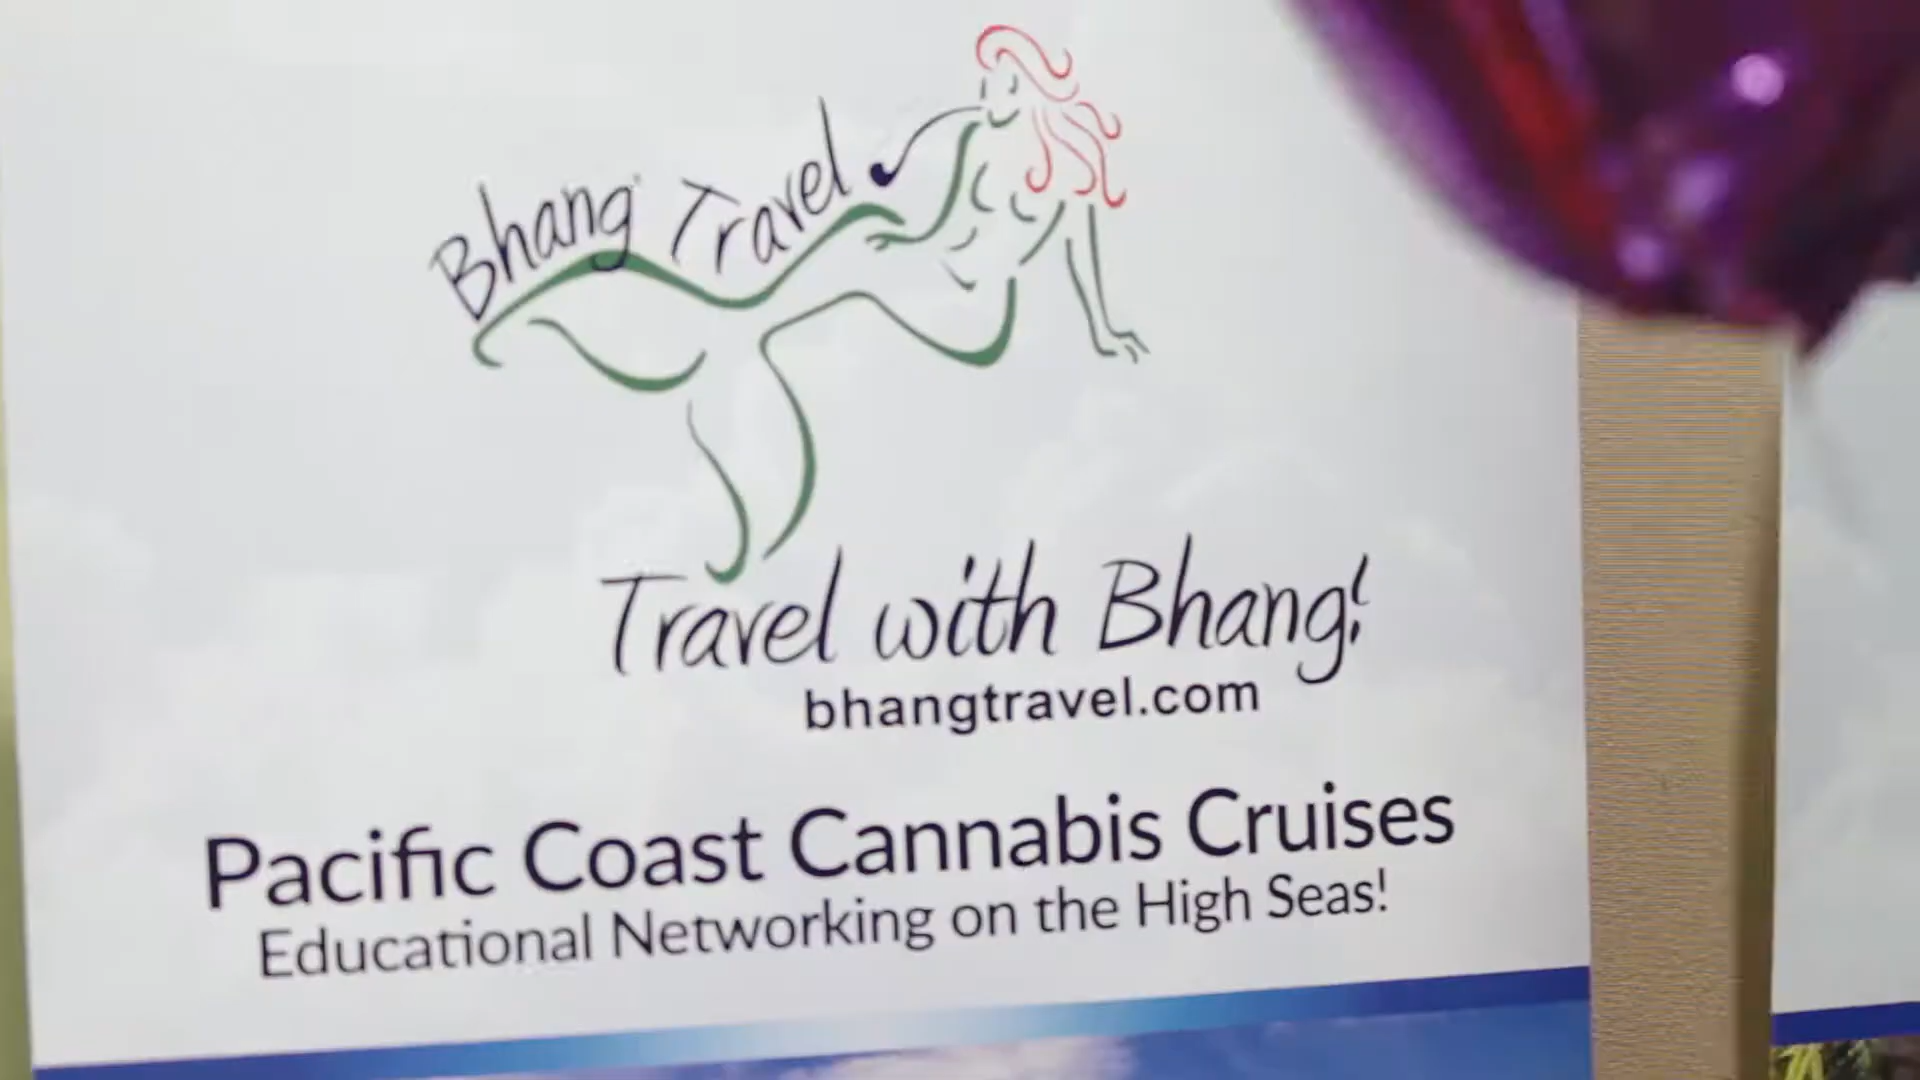 Bhang Travel
Travel with Bhang!
bhangtravel.com
Pacific Coast Cannabis Cruises
Educational Networking on the High Seas!